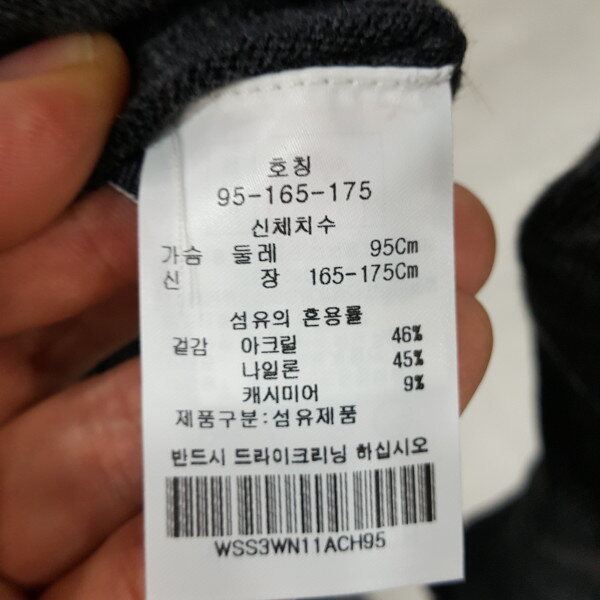 호칭
95-165-175
신체치수
가슴 둘레 95Cm
신 장 165-175Cm
섬유의 혼용률
겉감 아크릴 46%
나일론 45%
캐시미어 9%
제품구분:섬유제품
반드시 드라이크리닝 하십시오
WSS3WN11ACH95